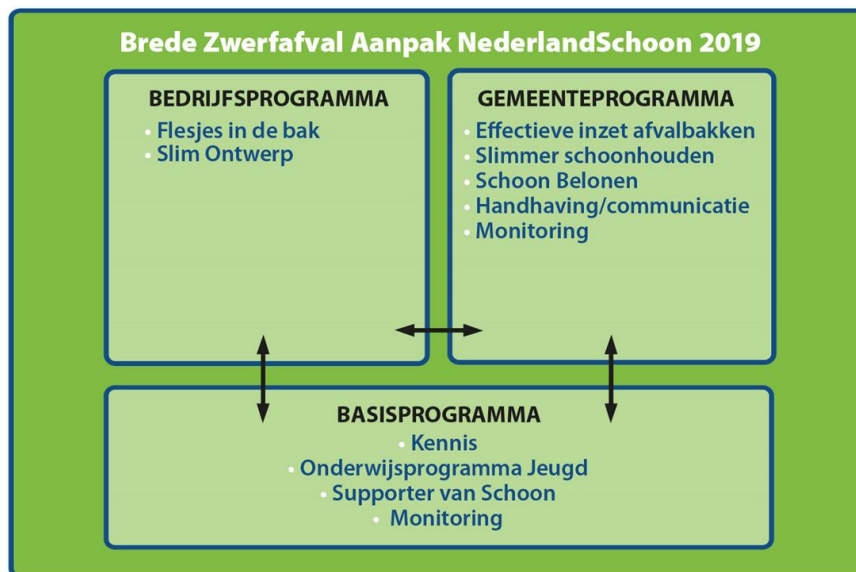 Brede Zwerfafval Aanpak NederlandSchoon 2019
BEDRIJFSPROGRAMMA
• Flesjes in de bak
• Slim Ontwerp
GEMEENTEPROGRAMMA
• Effectieve inzet afvalbakken
• Slimmer schoonhouden
• Schoon Belonen
• Handhaving/communicatie
• Monitoring
BASISPROGRAMMA
• Kennis
• Onderwijsprogramma Jeugd
• Supporter van Schoon
• Monitoring